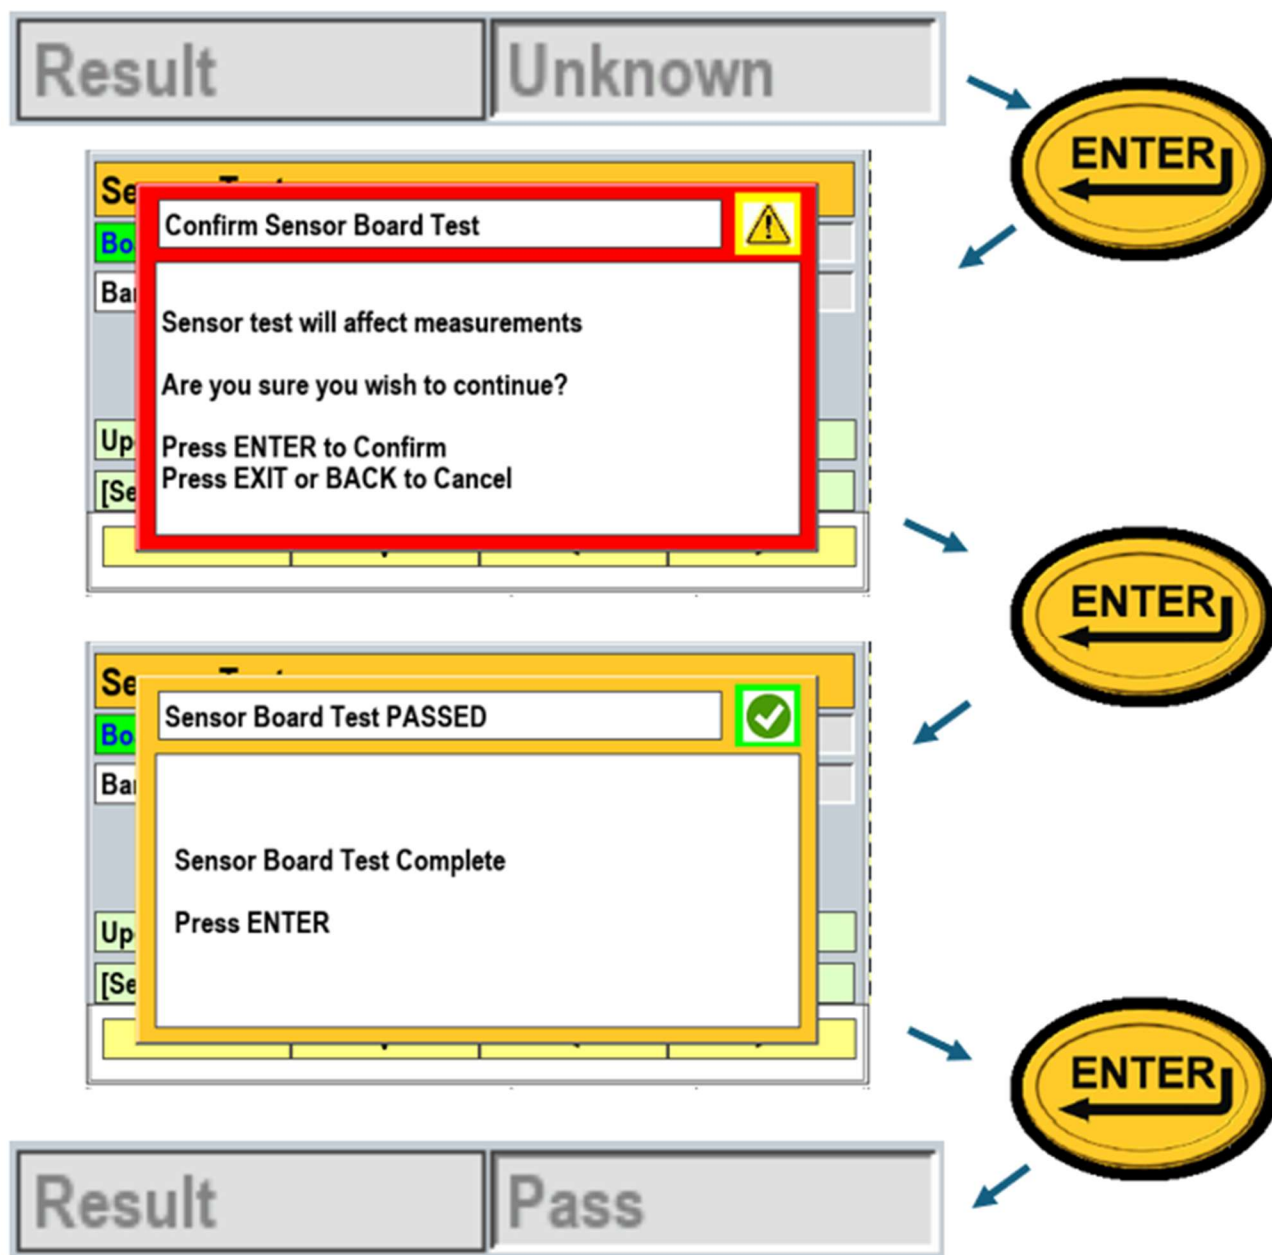 Result Unknown
ENTER
Confirm Sensor Board Test
Sensor test will affect measurements
Are you sure you wish to continue?
Press ENTER to Confirm
Press EXIT or BACK to Cancel
ENTER
Sensor Board Test PASSED
Sensor Board Test Complete
Press ENTER
ENTER
Result Pass